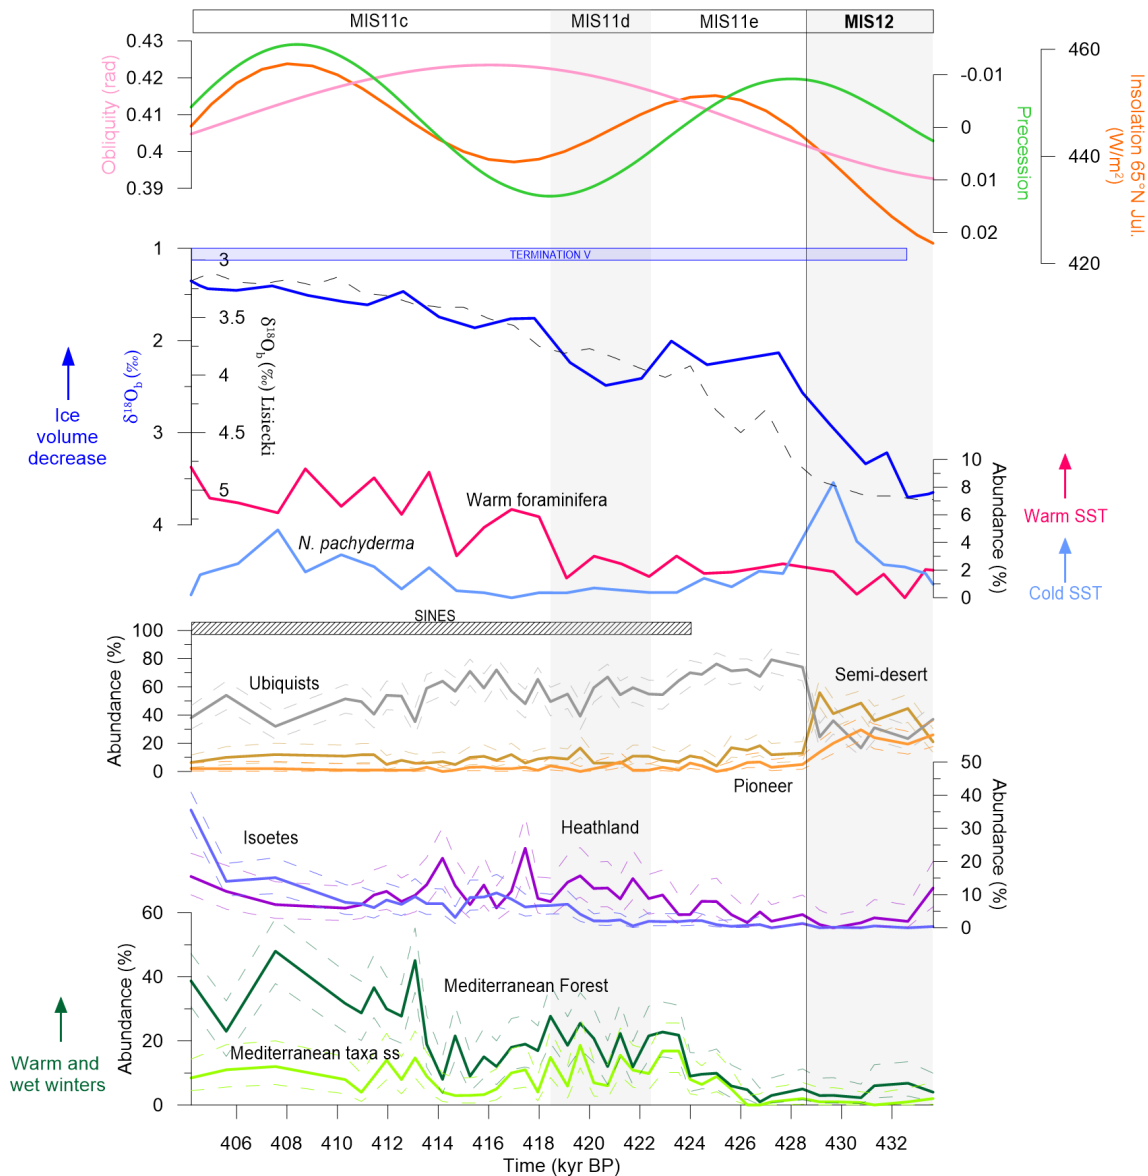 MIS11c
MIS11d
MIS11e
MIS12
0.43
0.42
0.41
0.4
0.39
Obliquity (rad)
-0.01
0
0.01
0.02
Precession
460
440
420
Insolation 65°N Jul.
(W/m²)
TERMINATION V
1
2
3
4
δ¹⁸O_b (‰)
3
3.5
4
4.5
5
δ¹⁸O_b (‰) Lisiecki
Ice
volume
decrease
Warm foraminifera
N. pachyderma
10
8
6
4
2
0
Abundance (%)
Warm SST
Cold SST
SINES
100
80
60
40
20
0
Abundance (%)
Ubiquists
Semi-desert
Pioneer
50
40
30
20
10
0
Abundance (%)
Isoetes
Heathland
60
40
20
0
Abundance (%)
Mediterranean Forest
Mediterranean taxa ss
Warm and
wet winters
406 408 410 412 414 416 418 420 422 424 426 428 430 432
Time (kyr BP)